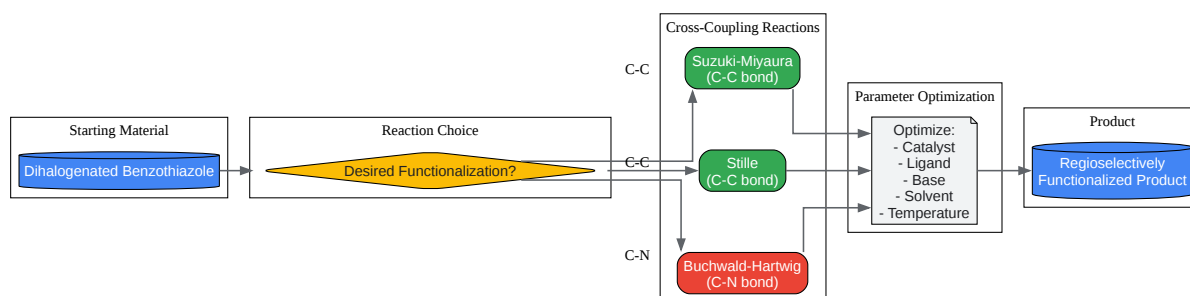 Cross-Coupling Reactions
C-C
Suzuki-Miyaura
(C-C bond)
Starting Material
Dihalogenated Benzothiazole
Reaction Choice
Desired Functionalization?
C-C
Stille
(C-C bond)
C-N
Buchwald-Hartwig
(C-N bond)
Parameter Optimization
Optimize:
- Catalyst
- Ligand
- Base
- Solvent
- Temperature
Product
Regioselectively
Functionalized Product